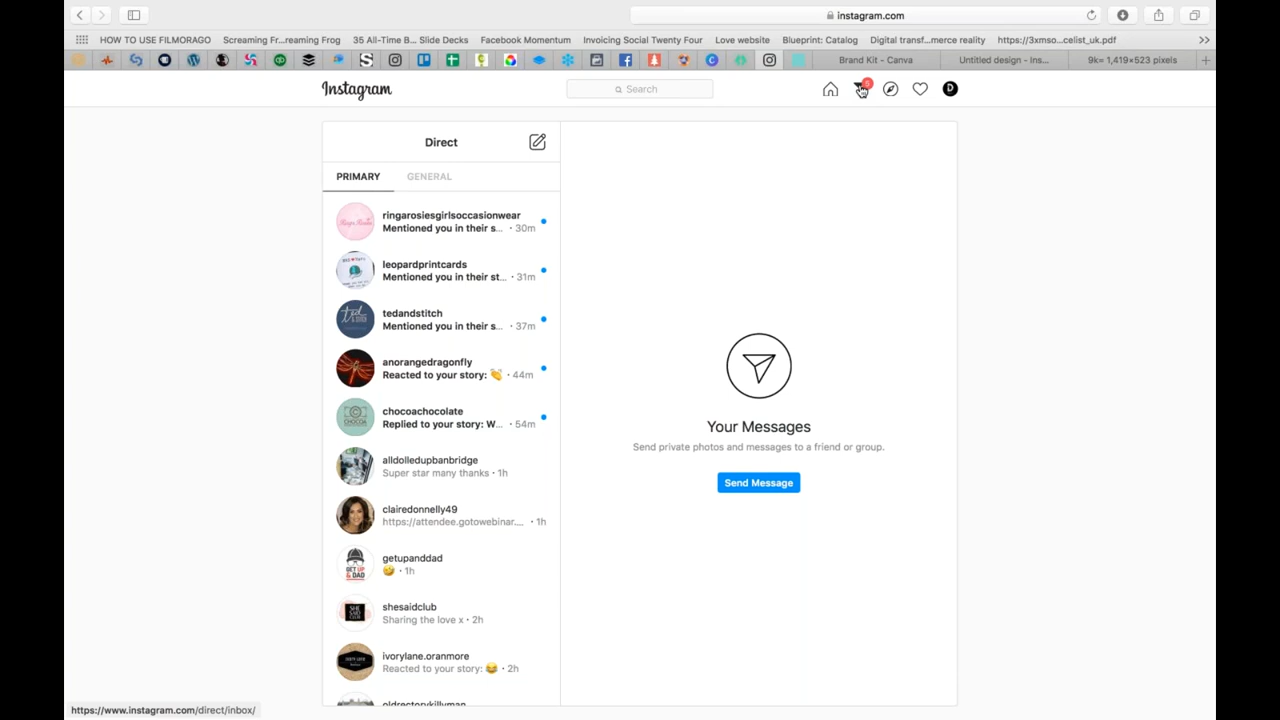 instagram.com
HOW TO USE FILMORAGO
Screaming Fr...reaming Frog
35 All-Time B... Slide Decks
Facebook Momentum
Invoicing Social Twenty Four
Love website
Blueprint: Catalog
Digital transf...merce reality
https://3xmso...celist_uk.pdf
Brand Kit - Canva
Untitled design - Ins...
9k= 1,419×523 pixels
Instagram
Search
D
Direct
PRIMARY
GENERAL
ringarosiesgirlsoccasionwear
Mentioned you in their s... · 30m
leopardprintcards
Mentioned you in their st... · 31m
tedandstitch
Mentioned you in their s... · 37m
anorangedragonfly
Reacted to your story: 👏 · 44m
chocoachocolate
Replied to your story: W... · 54m
alldolledupbanbridge
Super star many thanks · 1h
clairedonnelly49
https://attendee.gotowebinar.... · 1h
getupanddad
🤣 · 1h
shesaidclub
Sharing the love x · 2h
ivorylane.oranmore
Reacted to your story: 😂 · 2h
Your Messages
Send private photos and messages to a friend or group.
Send Message
https://www.instagram.com/direct/inbox/